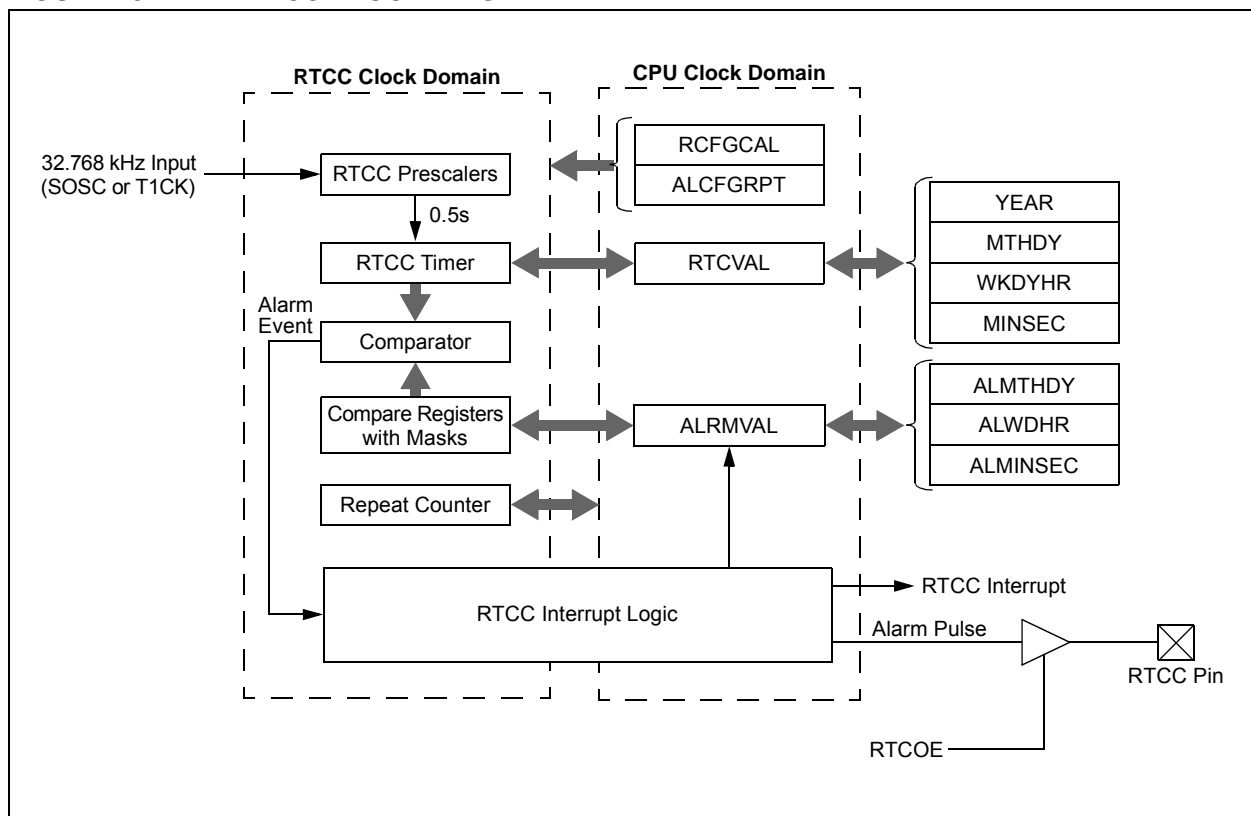 RTCC Clock Domain
CPU Clock Domain
32.768 kHz Input
(SOSC or T1CK)
RTCC Prescalers
0.5s
RTCC Timer
Alarm
Event
Comparator
Compare Registers
with Masks
Repeat Counter
RCFGCAL
ALCFGRPT
RTCVAL
YEAR
MTHDY
WKDYHR
MINSEC
ALRMVAL
ALMTHDY
ALWDHR
ALMINSEC
RTCC Interrupt Logic
RTCC Interrupt
Alarm Pulse
RTCC Pin
RTCOE